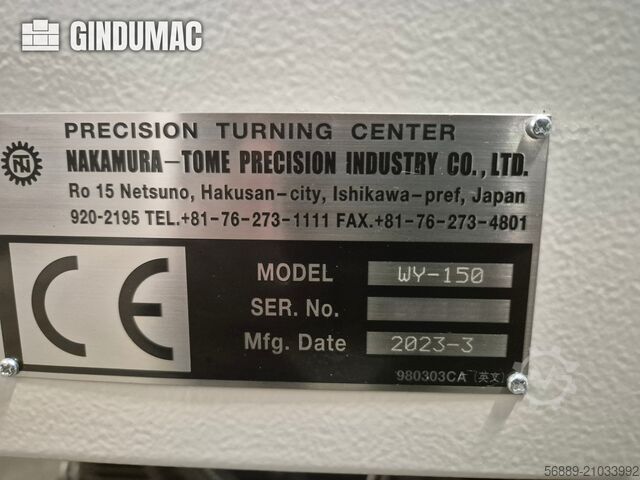 GINDUMAC
PRECISION TURNING CENTER
NAKAMURA-TOME PRECISION INDUSTRY CO., LTD.
Ro 15 Netsuno, Hakusan-city, Ishikawa-pref, Japan
920-2195 TEL.+81-76-273-1111 FAX.+81-76-273-4801
CE
MODEL WY-150
SER. No.
Mfg. Date 2023-3
980303CA (英文)
56889-21033992